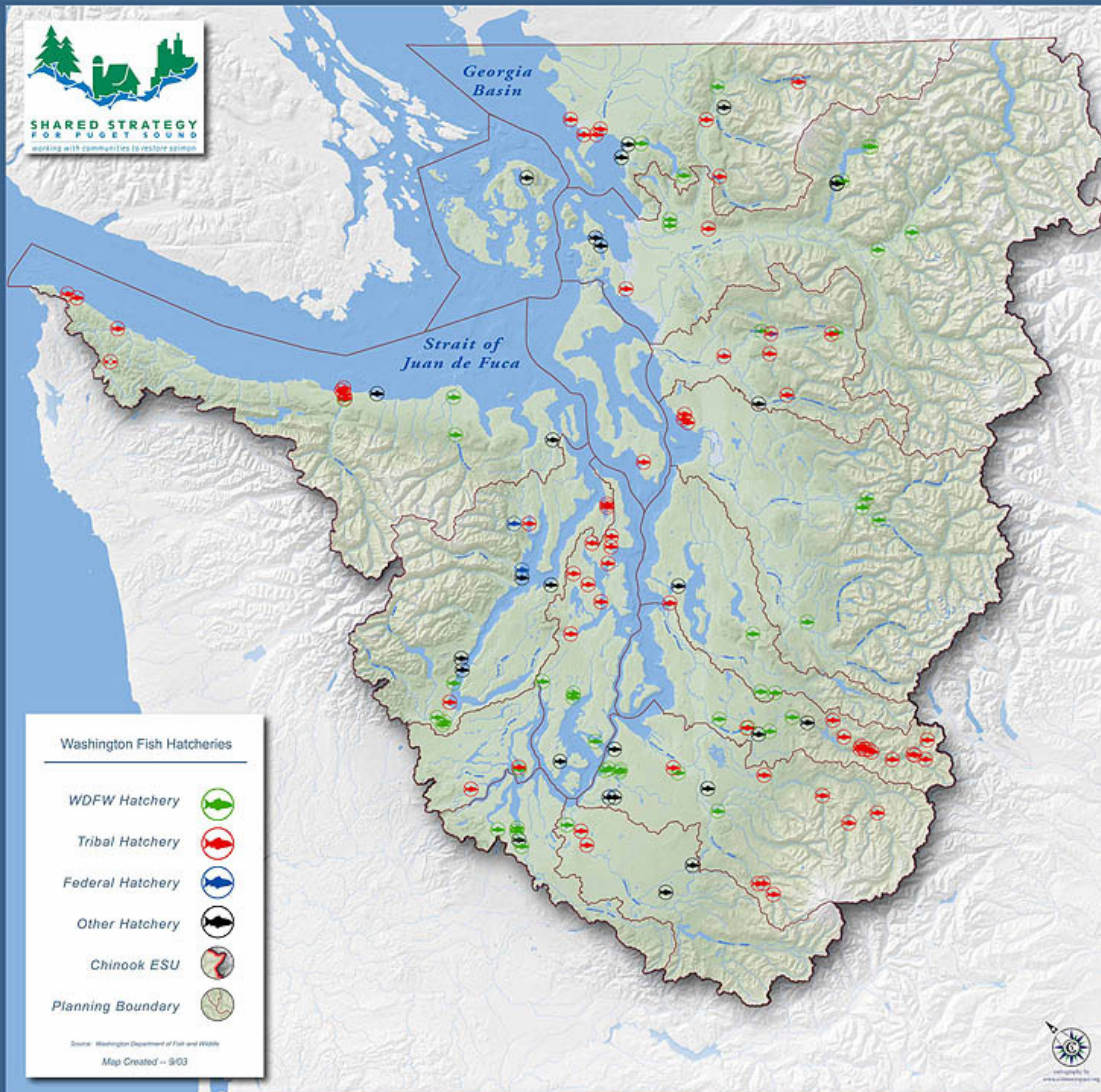 SHARED STRATEGY
FOR PUGET SOUND
working with communities to restore salmon
Georgia
Basin
Strait of
Juan de Fuca
Washington Fish Hatcheries
WDFW Hatchery
Tribal Hatchery
Federal Hatchery
Other Hatchery
Chinook ESU
Planning Boundary
Source: Washington Department of Fish and Wildlife
Map Created -- 9/03
cartography by